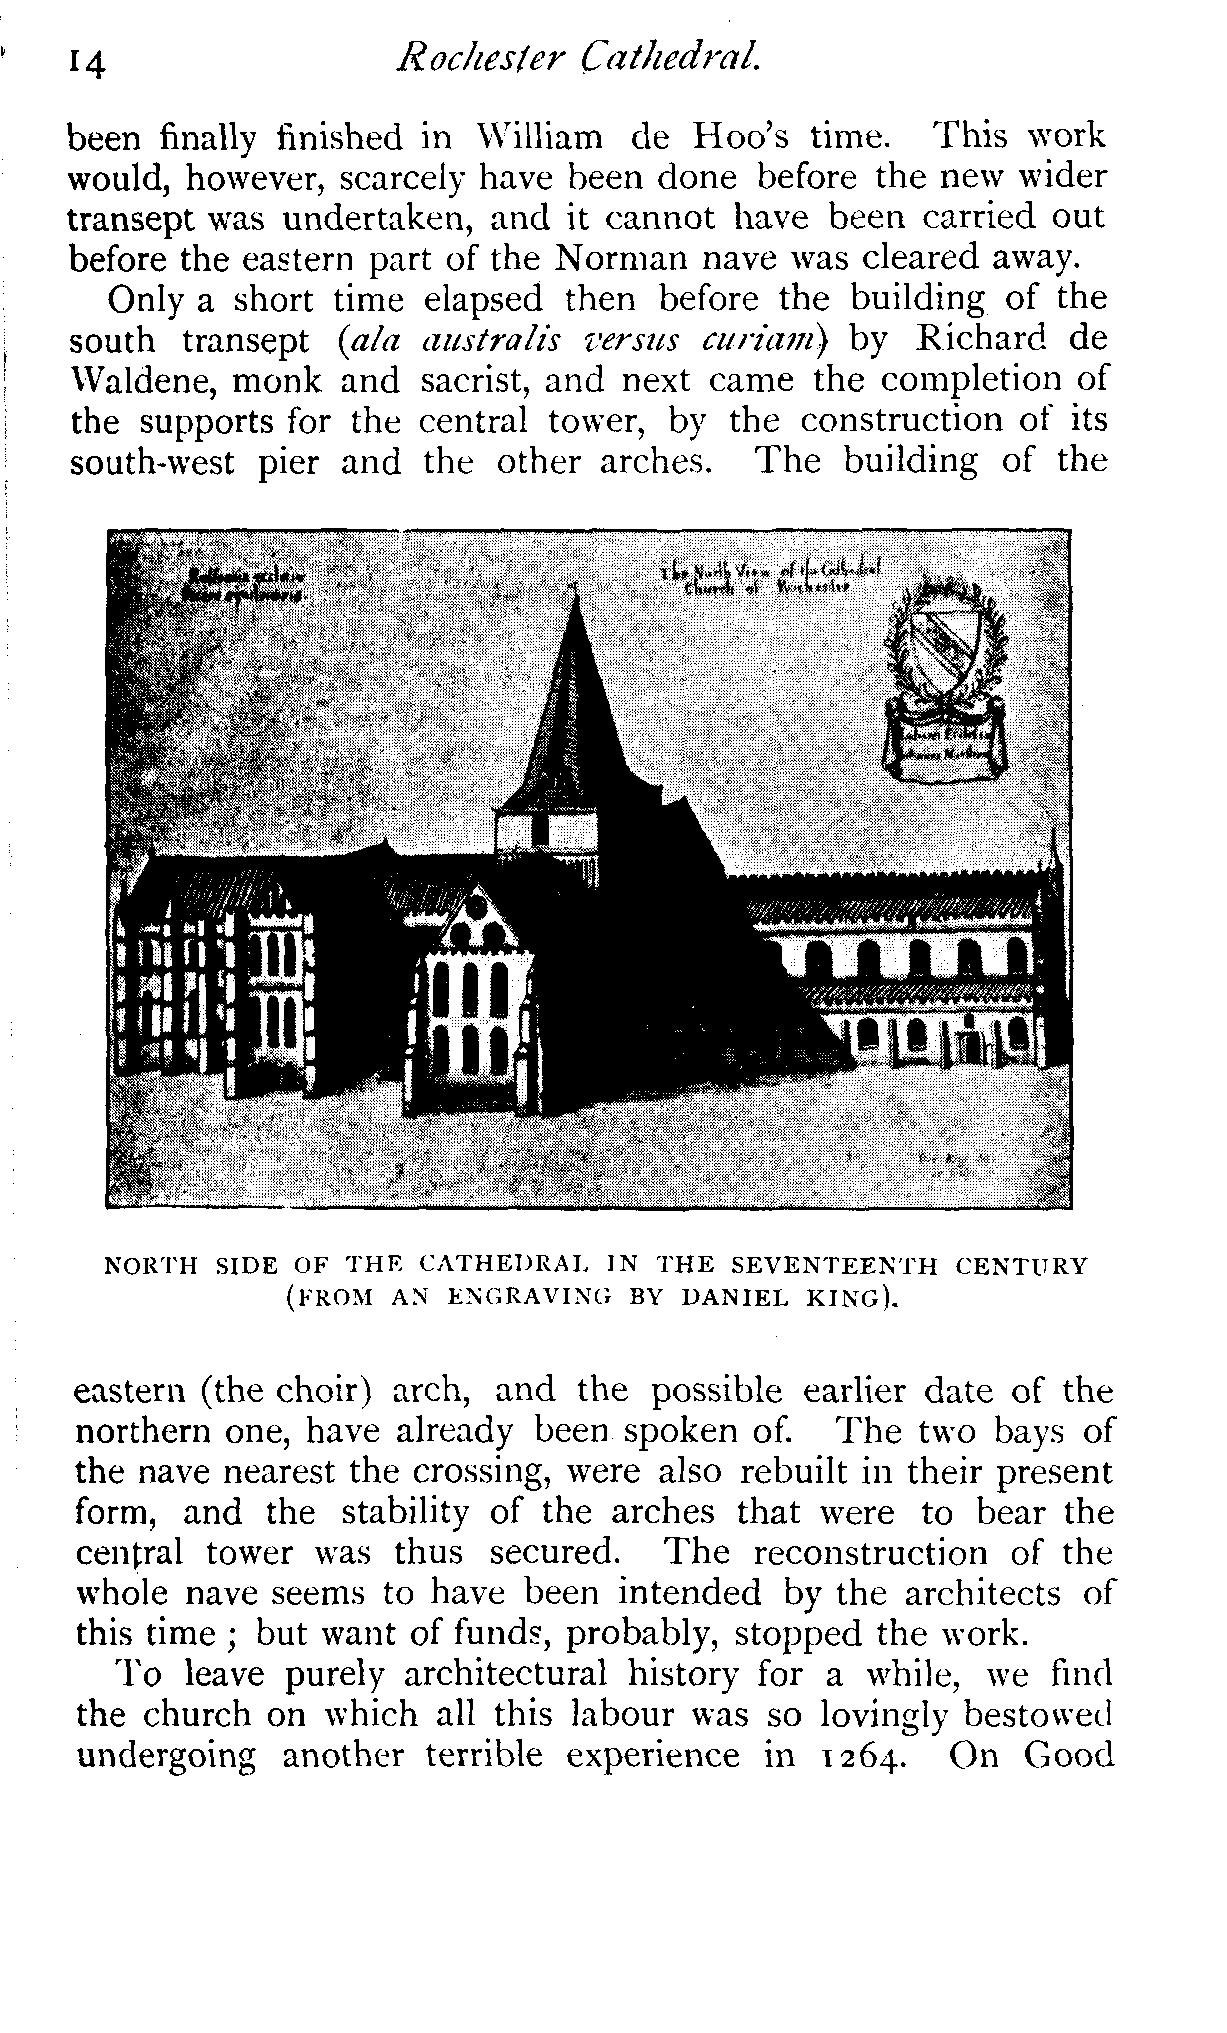 14 Rochester Cathedral.
been finally finished in William de Hoo's time. This work
would, however, scarcely have been done before the new wider
transept was undertaken, and it cannot have been carried out
before the eastern part of the Norman nave was cleared away.
Only a short time elapsed then before the building of the
south transept (ala australis versus curiam) by Richard de
Waldene, monk and sacrist, and next came the completion of
the supports for the central tower, by the construction of its
south-west pier and the other arches. The building of the
The North View of the Cathedral
Church of Rochester
NORTH SIDE OF THE CATHEDRAL IN THE SEVENTEENTH CENTURY
(FROM AN ENGRAVING BY DANIEL KING).
eastern (the choir) arch, and the possible earlier date of the
northern one, have already been spoken of. The two bays of
the nave nearest the crossing, were also rebuilt in their present
form, and the stability of the arches that were to bear the
central tower was thus secured. The reconstruction of the
whole nave seems to have been intended by the architects of
this time ; but want of funds, probably, stopped the work.
To leave purely architectural history for a while, we find
the church on which all this labour was so lovingly bestowed
undergoing another terrible experience in 1264. On Good